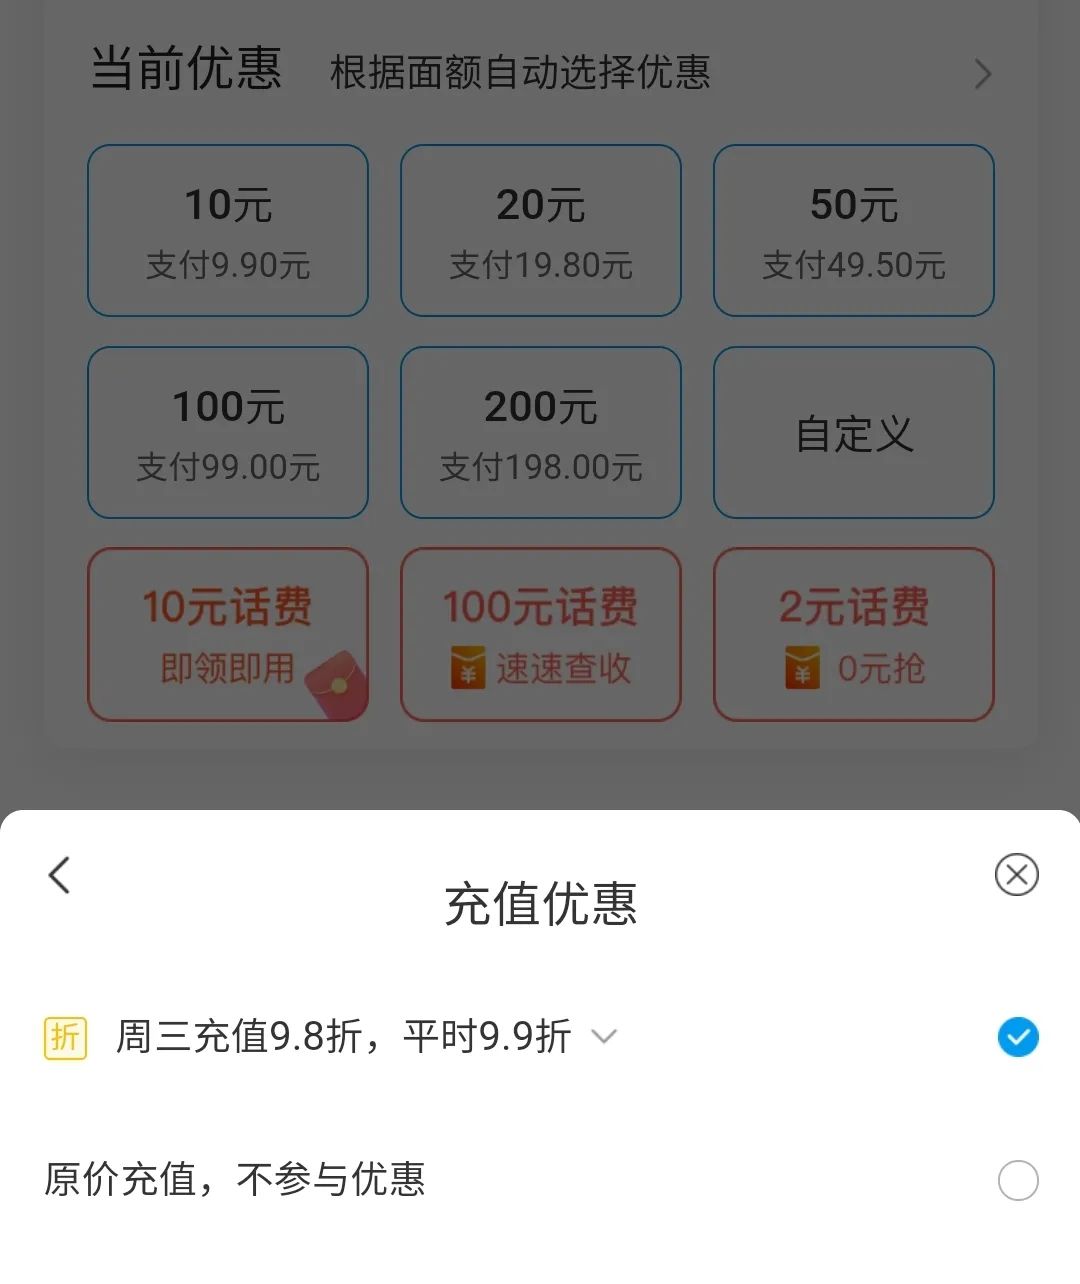 当前优惠 根据面额自动选择优惠
10元 20元 50元
支付9.90元 支付19.80元 支付49.50元
100元 200元 自定义
支付99.00元 支付198.00元
10元话费 100元话费 2元话费
即领即用 速速查收 0元抢
充值优惠
折 周三充值9.8折，平时9.9折
原价充值，不参与优惠